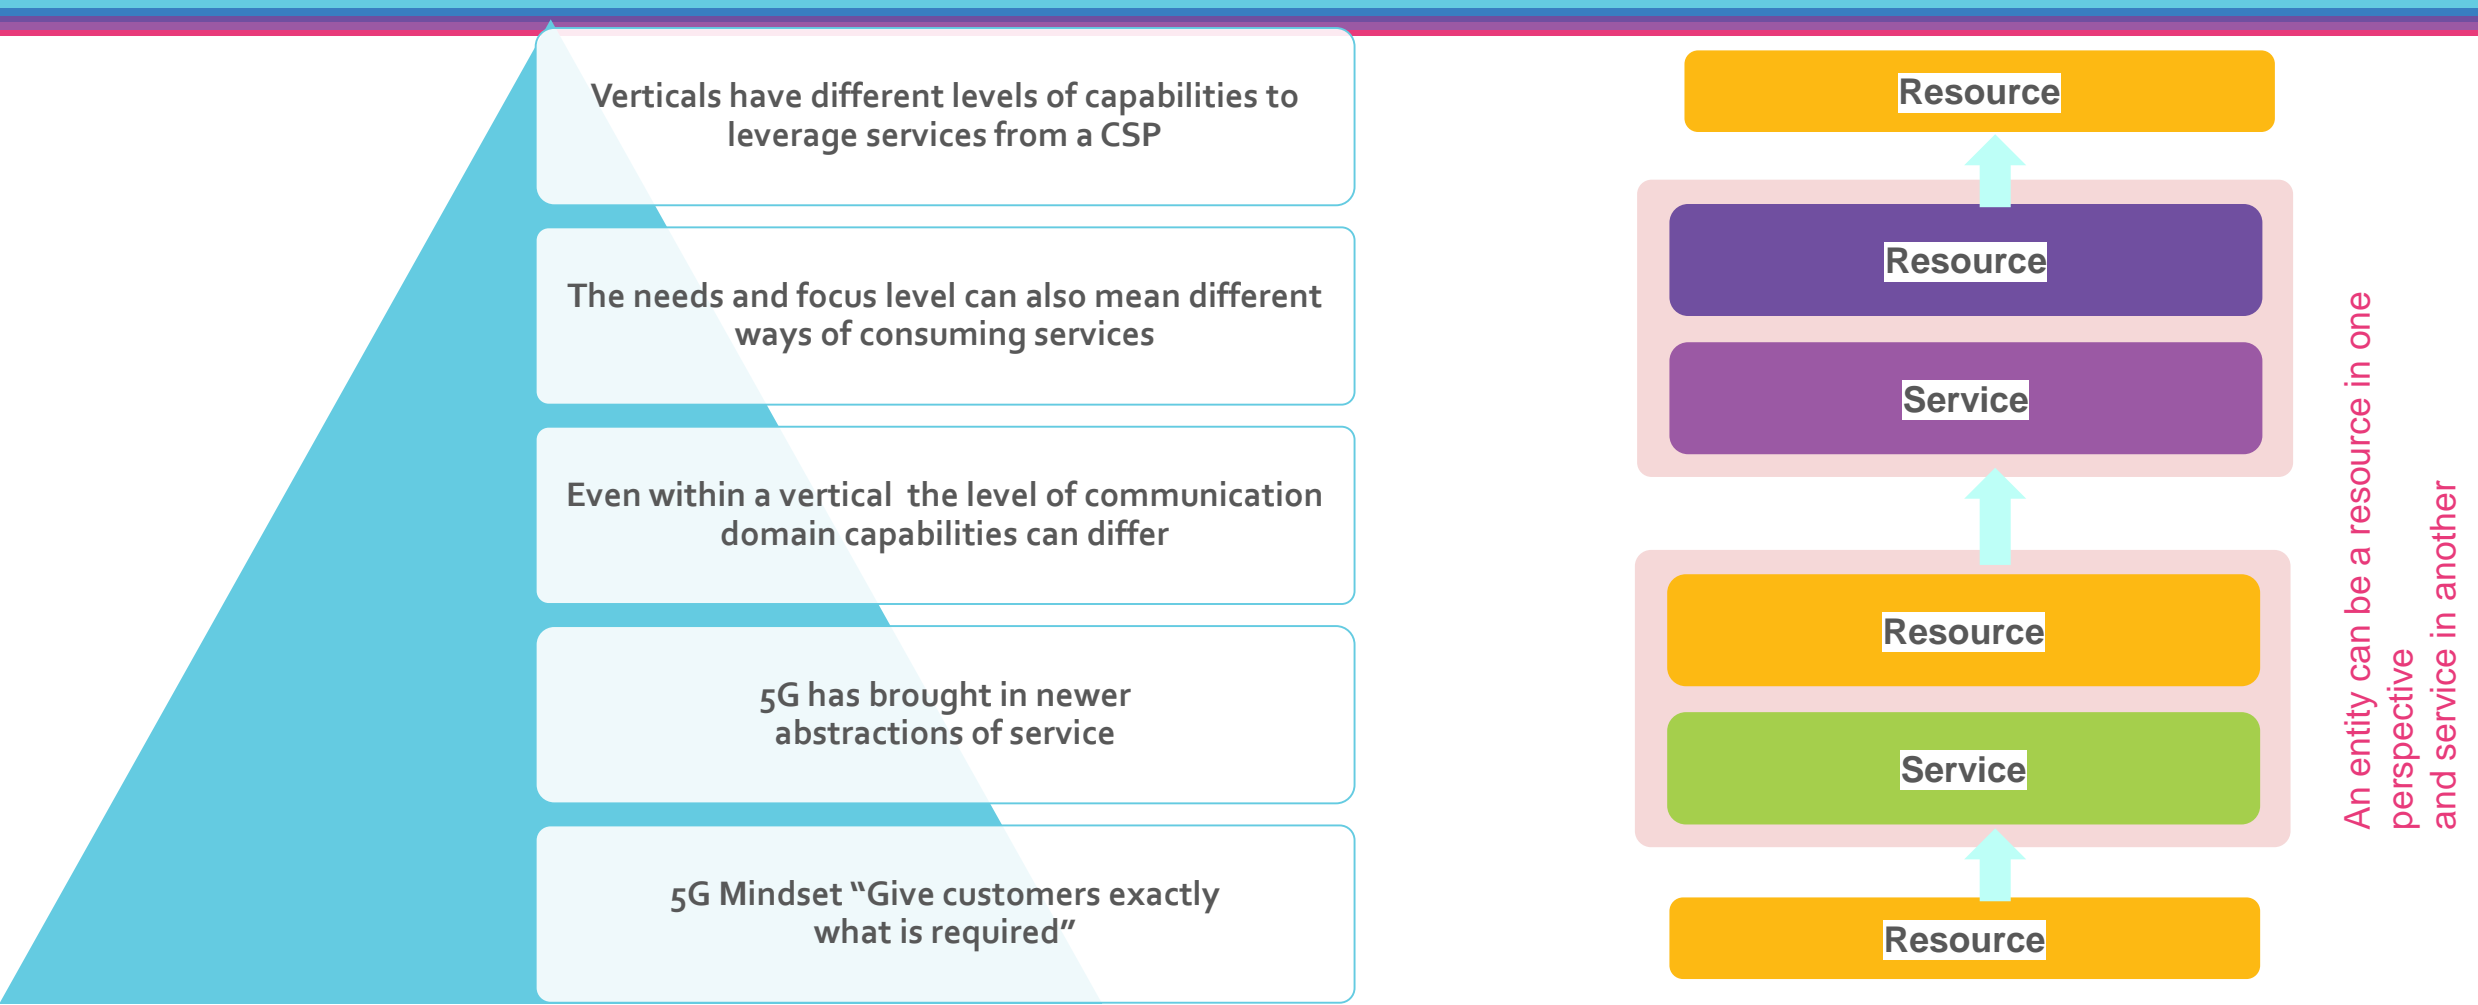 Verticals have different levels of capabilities to
leverage services from a CSP
The needs and focus level can also mean different
ways of consuming services
Even within a vertical  the level of communication
domain capabilities can differ
5G has brought in newer
abstractions of service
5G Mindset “Give customers exactly
what is required”
Resource
Resource
Service
Resource
Service
Resource
An entity can be a resource in one
perspective
and service in another